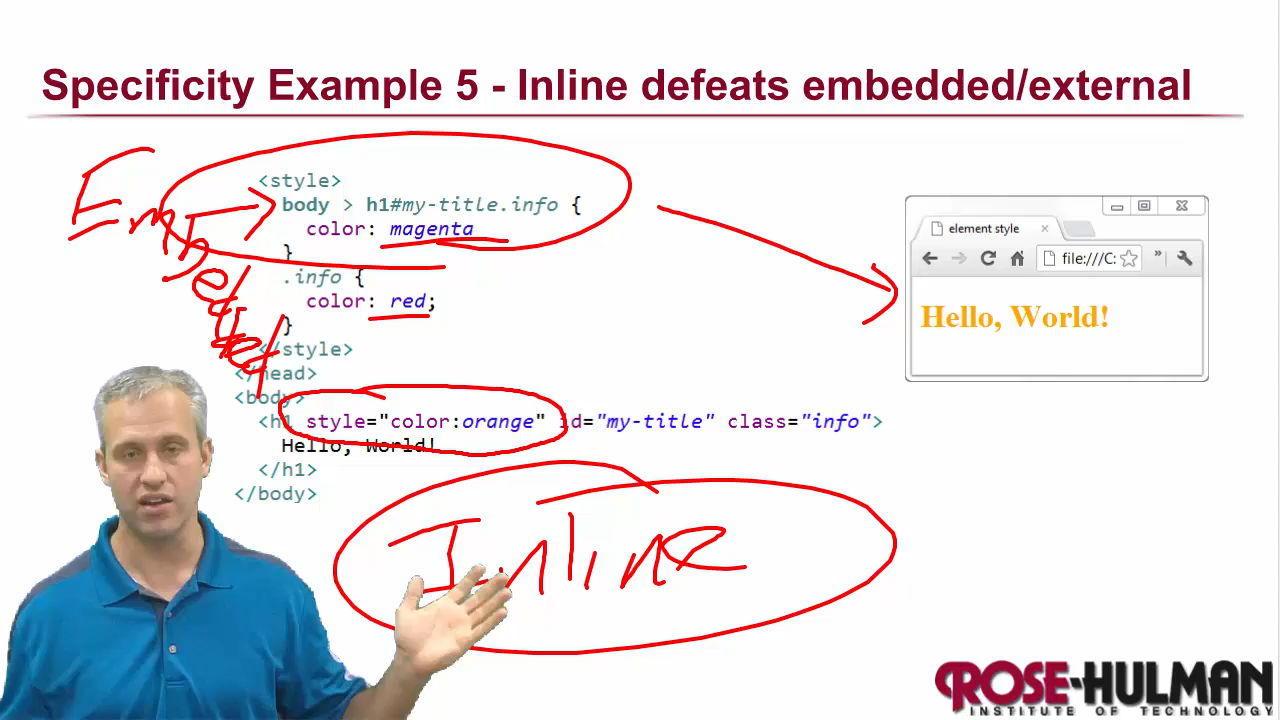 Specificity Example 5 - Inline defeats embedded/external
Embedded
<style>
body > h1#my-title.info {
color: magenta
}
.info {
color: red;
}
</style>
</head>
<body>
<h1 style="color:orange" id="my-title" class="info">
Hello, World!
</h1>
</body>
element style
file:///C:
Hello, World!
Inline
ROSE-HULMAN
INSTITUTE OF TECHNOLOGY